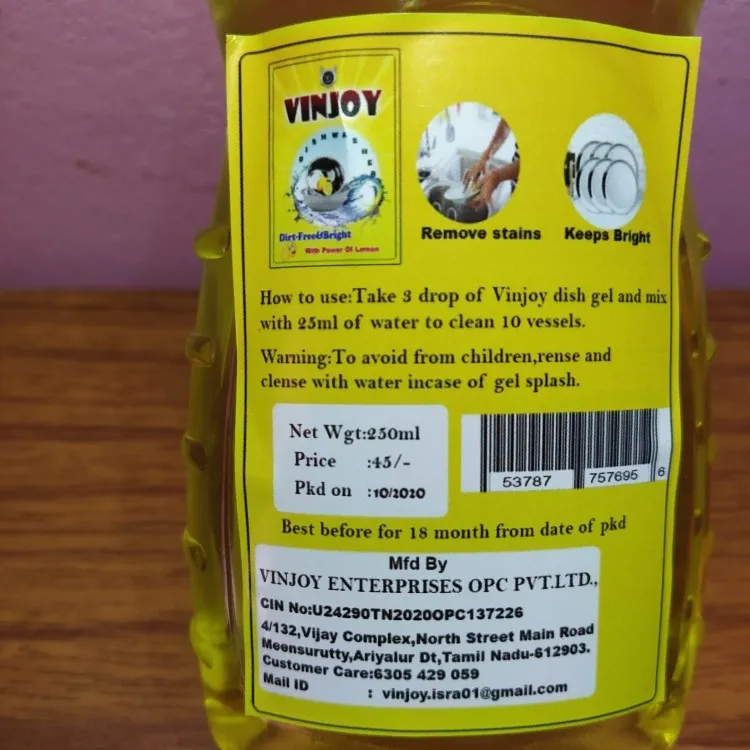 VINJOY
DISHWASHER
Dirt-Free&Bright
With Power Of Lemon
Remove stains
Keeps Bright
How to use:Take 3 drop of Vinjoy dish gel and mix
with 25ml of water to clean 10 vessels.
Warning:To avoid from children,rense and
clense with water incase of gel splash.
Net Wgt:250ml
Price :45/-
Pkd on :10/2020
53787 757695 6
Best before for 18 month from date of pkd
Mfd By
VINJOY ENTERPRISES OPC PVT.LTD.,
CIN No:U24290TN2020OPC137226
4/132,Vijay Complex,North Street Main Road
Meensurutty,Ariyalur Dt,Tamil Nadu-612903.
Customer Care:6305 429 059
Mail ID : vinjoy.isra01@gmail.com